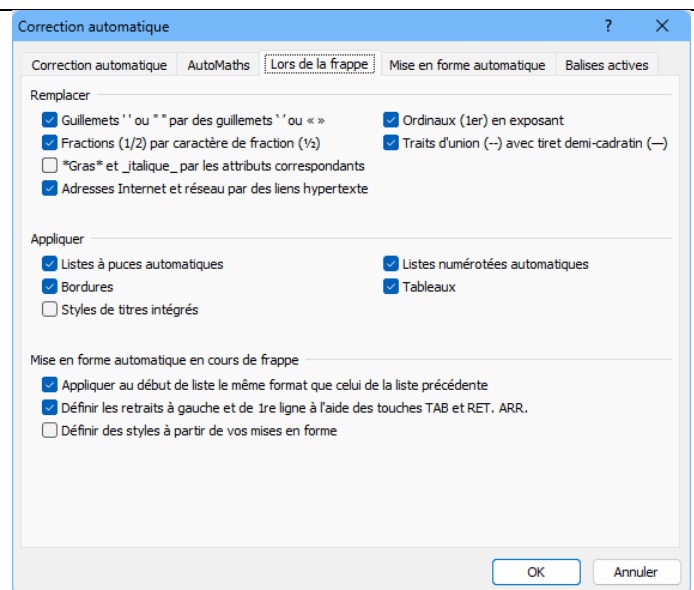 Correction automatique ? ×
Correction automatique AutoMaths Lors de la frappe Mise en forme automatique Balises actives
Remplacer
Guillemets ' ' ou " " par des guillemets ‘ ’ ou « » Ordinaux (1er) en exposant
Fractions (1/2) par caractère de fraction (½) Traits d'union (--) avec tiret demi-cadratin (—)
*Gras* et _italique_ par les attributs correspondants
Adresses Internet et réseau par des liens hypertexte
Appliquer
Listes à puces automatiques Listes numérotées automatiques
Bordures Tableaux
Styles de titres intégrés
Mise en forme automatique en cours de frappe
Appliquer au début de liste le même format que celui de la liste précédente
Définir les retraits à gauche et de 1re ligne à l'aide des touches TAB et RET. ARR.
Définir des styles à partir de vos mises en forme
OK Annuler